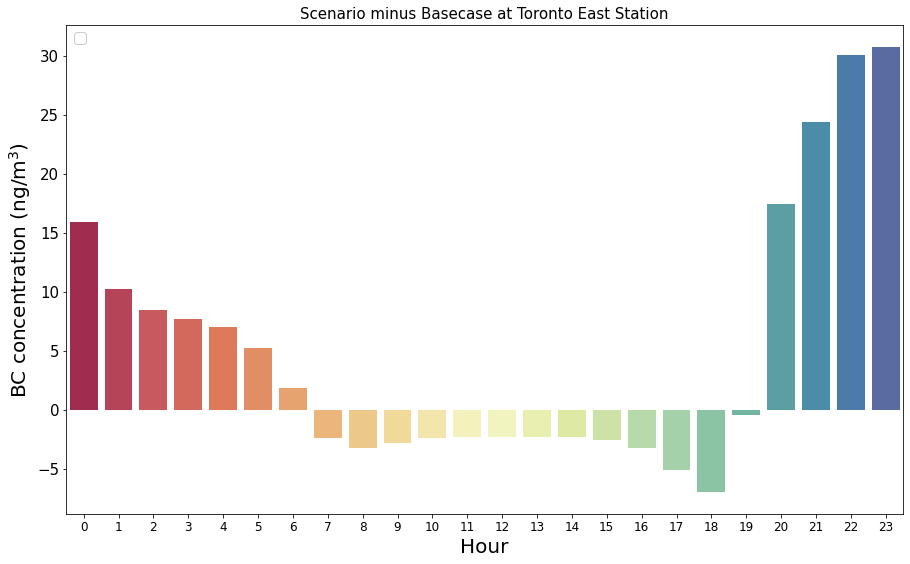 Scenario minus Basecase at Toronto East Station
BC concentration (ng/m³)
30
25
20
15
10
5
0
−5
0 1 2 3 4 5 6 7 8 9 10 11 12 13 14 15 16 17 18 19 20 21 22 23
Hour